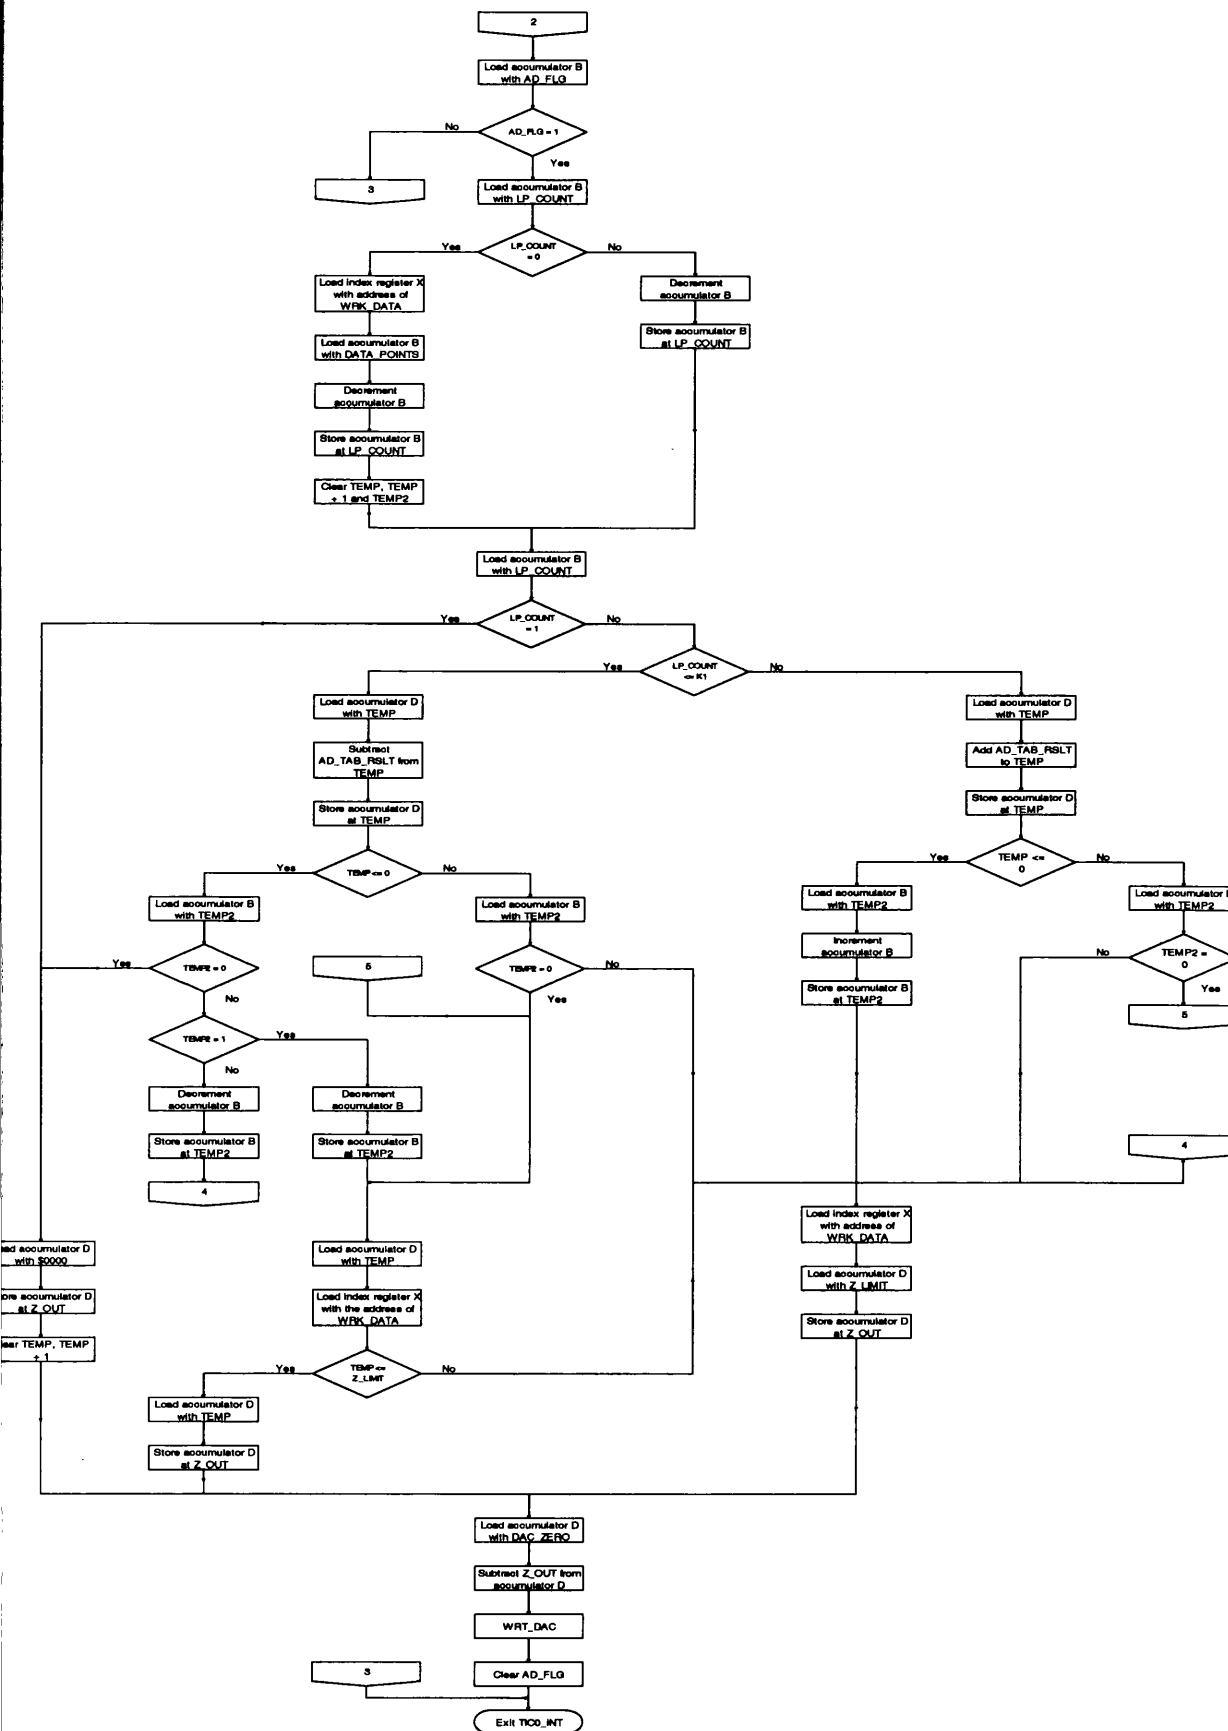 2
Load accumulator B
with AD_FLG
AD_FLG = 1
No
Yes
3
Load accumulator B
with LP_COUNT
LP_COUNT
= 0
Yes
No
Load index register X
with address of
WRK_DATA
Decrement
accumulator B
Load accumulator B
with DATA_POINTS
Store accumulator B
at LP_COUNT
Decrement
accumulator B
Store accumulator B
at LP_COUNT
Clear TEMP, TEMP
+ 1 and TEMP2
Load accumulator B
with LP_COUNT
LP_COUNT
= 1
Yes
No
LP_COUNT
<= K1
Yes
No
Load accumulator D
with TEMP
Load accumulator D
with TEMP
Subtract
AD_TAB_RSLT from
TEMP
Add AD_TAB_RSLT
to TEMP
Store accumulator D
at TEMP
Store accumulator D
at TEMP
TEMP <= 0
Yes
No
TEMP <=
0
Yes
No
Load accumulator B
with TEMP2
Load accumulator B
with TEMP2
Load accumulator B
with TEMP2
Load accumulator
with TEMP2
TEMP2 = 0
Yes
No
5
TEMP2 = 0
No
Yes
Increment
accumulator B
TEMP2 =
0
No
Yes
Store accumulator B
at TEMP2
5
TEMP2 = 1
Yes
No
Decrement
accumulator B
Decrement
accumulator B
Store accumulator B
at TEMP2
Store accumulator B
at TEMP2
4
4
Load index register X
with address of
WRK_DATA
ad accumulator D
with $0000
Load accumulator D
with TEMP
Load accumulator D
with Z_LIMIT
ore accumulator D
at Z_OUT
Load index register X
with the address of
WRK_DATA
Store accumulator D
at Z_OUT
ear TEMP, TEMP
+ 1
TEMP <=
Z_LIMIT
Yes
No
Load accumulator D
with TEMP
Store accumulator D
at Z_OUT
Load accumulator D
with DAC_ZERO
Subtract Z_OUT from
accumulator D
WRT_DAC
3
Clear AD_FLG
Exit TIC0_INT